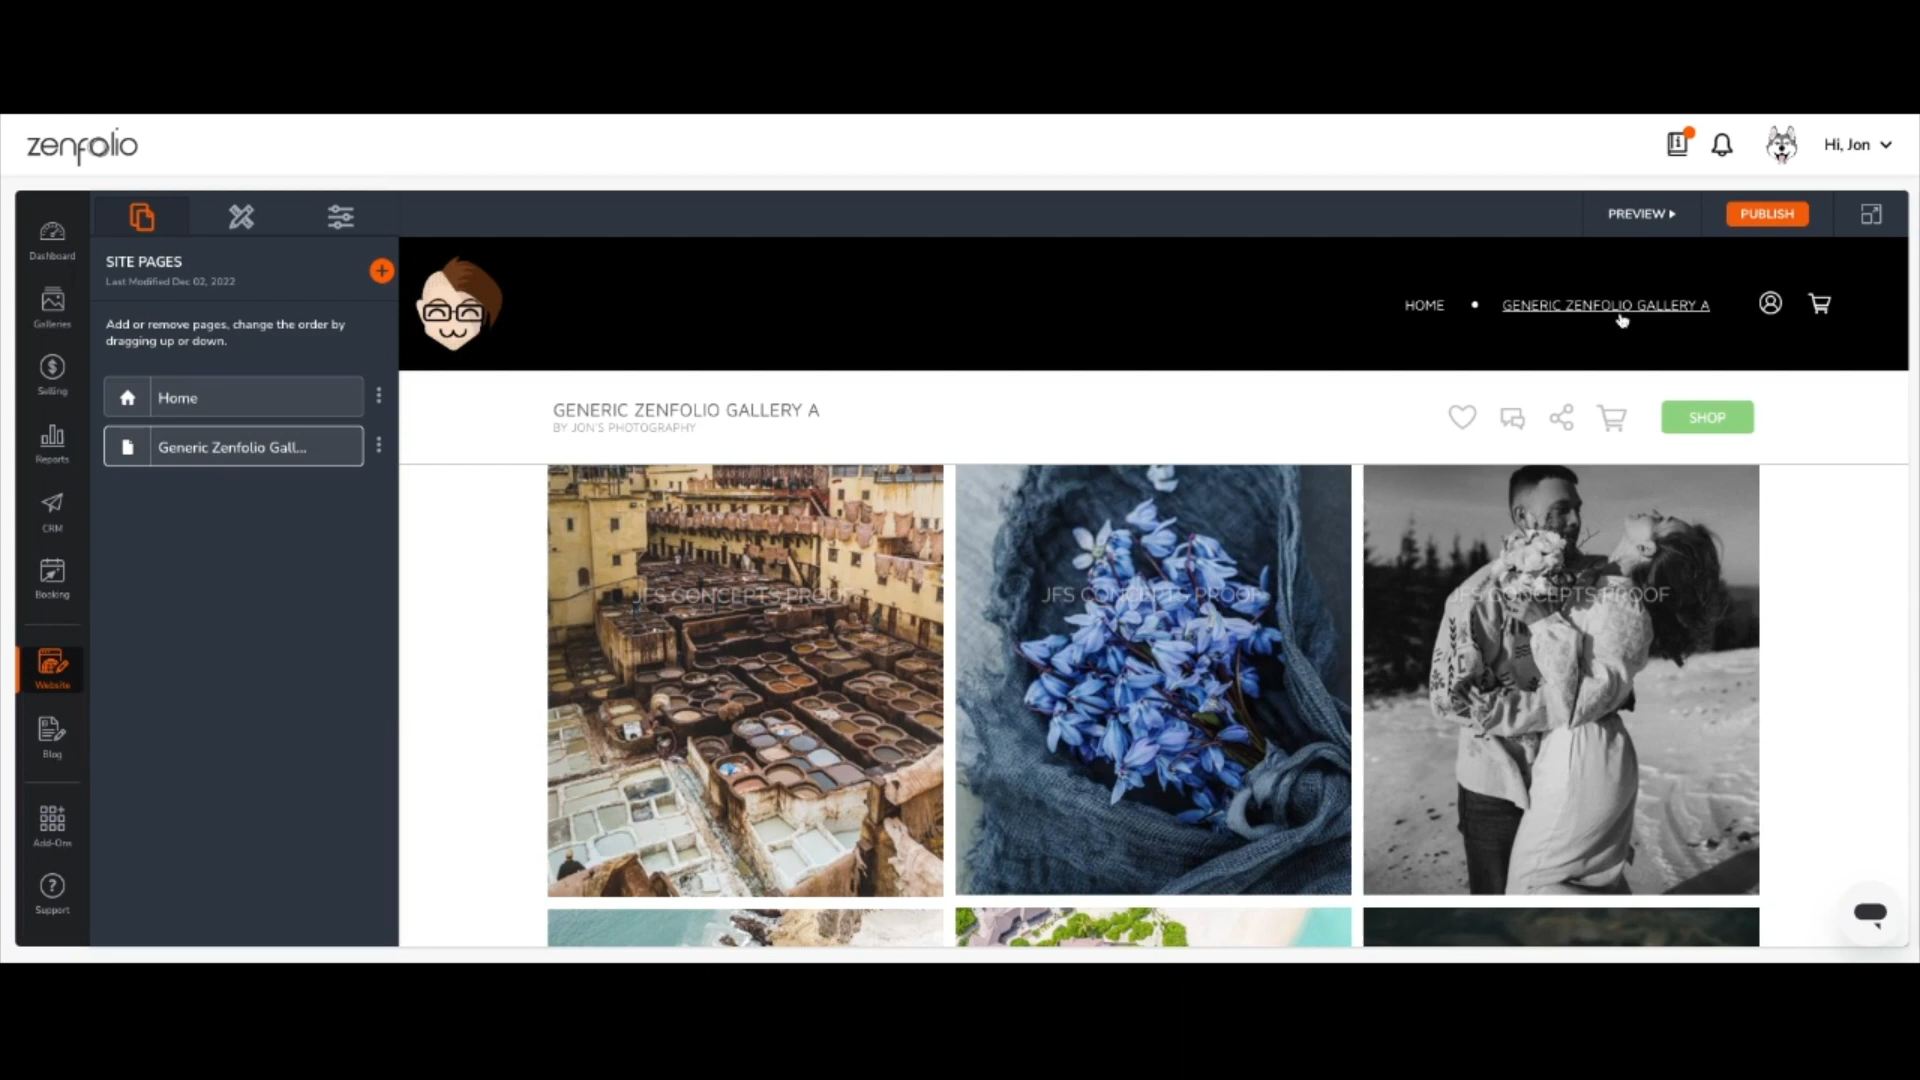 zenfolio
Hi, Jon
PREVIEW
PUBLISH
Dashboard
Galleries
Selling
Reports
CRM
Booking
Website
Blog
Add-Ons
Support
SITE PAGES
Last Modified Dec 02, 2022
Add or remove pages, change the order by
dragging up or down.
Home
Generic Zenfolio Gall...
HOME
GENERIC ZENFOLIO GALLERY A
GENERIC ZENFOLIO GALLERY A
BY JON'S PHOTOGRAPHY
SHOP
JFS CONCEPTS PROOF
JFS CONCEPTS PROOF
JFS CONCEPTS PROOF